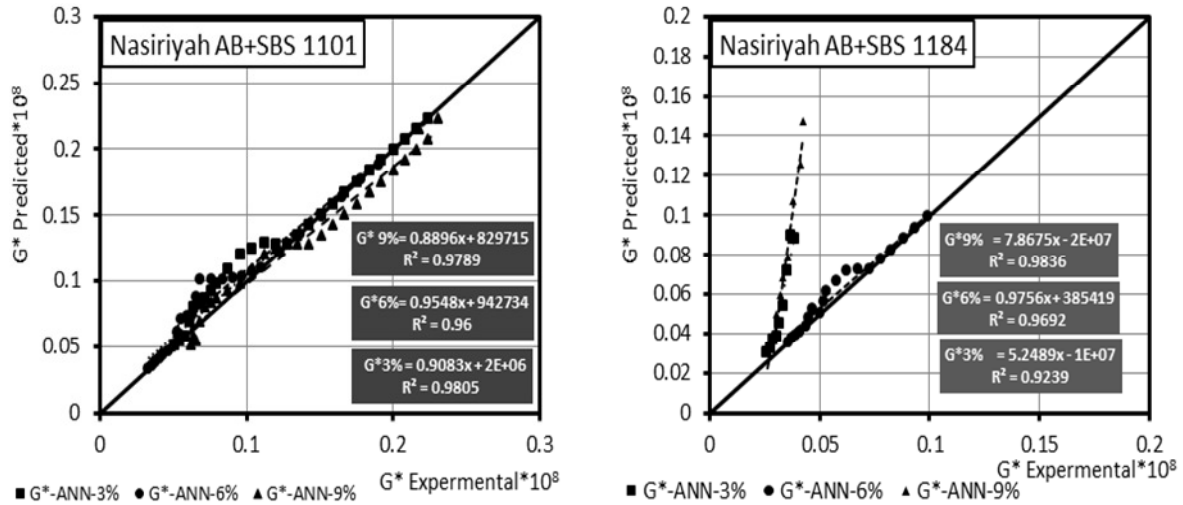 Nasiriyah AB+SBS 1101
G* Predicted*10⁸
0.3
0.25
0.2
0.15
0.1
0.05
0
G* 9%= 0.8896x + 829715
R² = 0.9789
G*6%= 0.9548x + 942734
R² = 0.96
G*3%= 0.9083x + 2E+06
R² = 0.9805
0 0.1 0.2 0.3
G* Expermental*10⁸
G*-ANN-3% G*-ANN-6% G*-ANN-9%
Nasiriyah AB+SBS 1184
G* Predicted*10⁸
0.2
0.18
0.16
0.14
0.12
0.1
0.08
0.06
0.04
0.02
0
G*9% = 7.8675x - 2E+07
R² = 0.9836
G*6% = 0.9756x + 385419
R² = 0.9692
G*3% = 5.2489x - 1E+07
R² = 0.9239
0 0.05 0.1 0.15 0.2
G* Expermental*10⁸
G*-ANN-3% G*-ANN-6% G*-ANN-9%